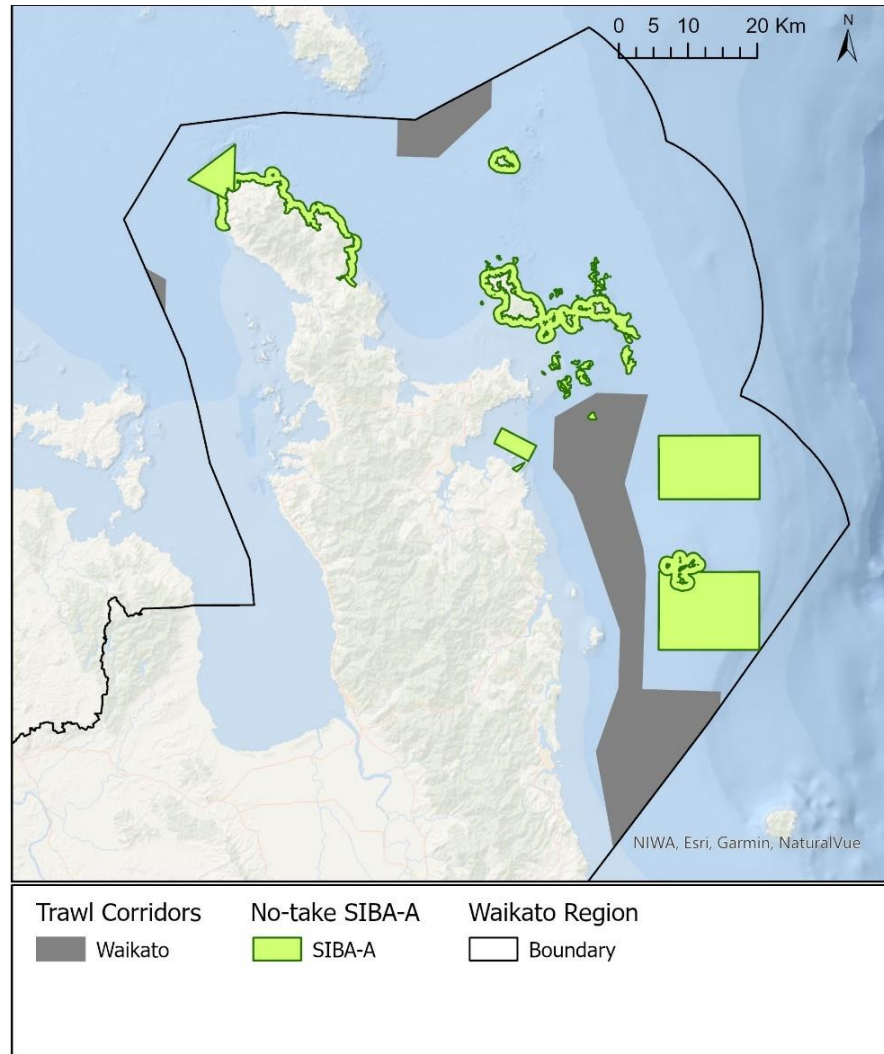 N
0 5 10 20 Km
NIWA, Esri, Garmin, NaturalVue
Trawl Corridors No-take SIBA-A Waikato Region
Waikato SIBA-A Boundary